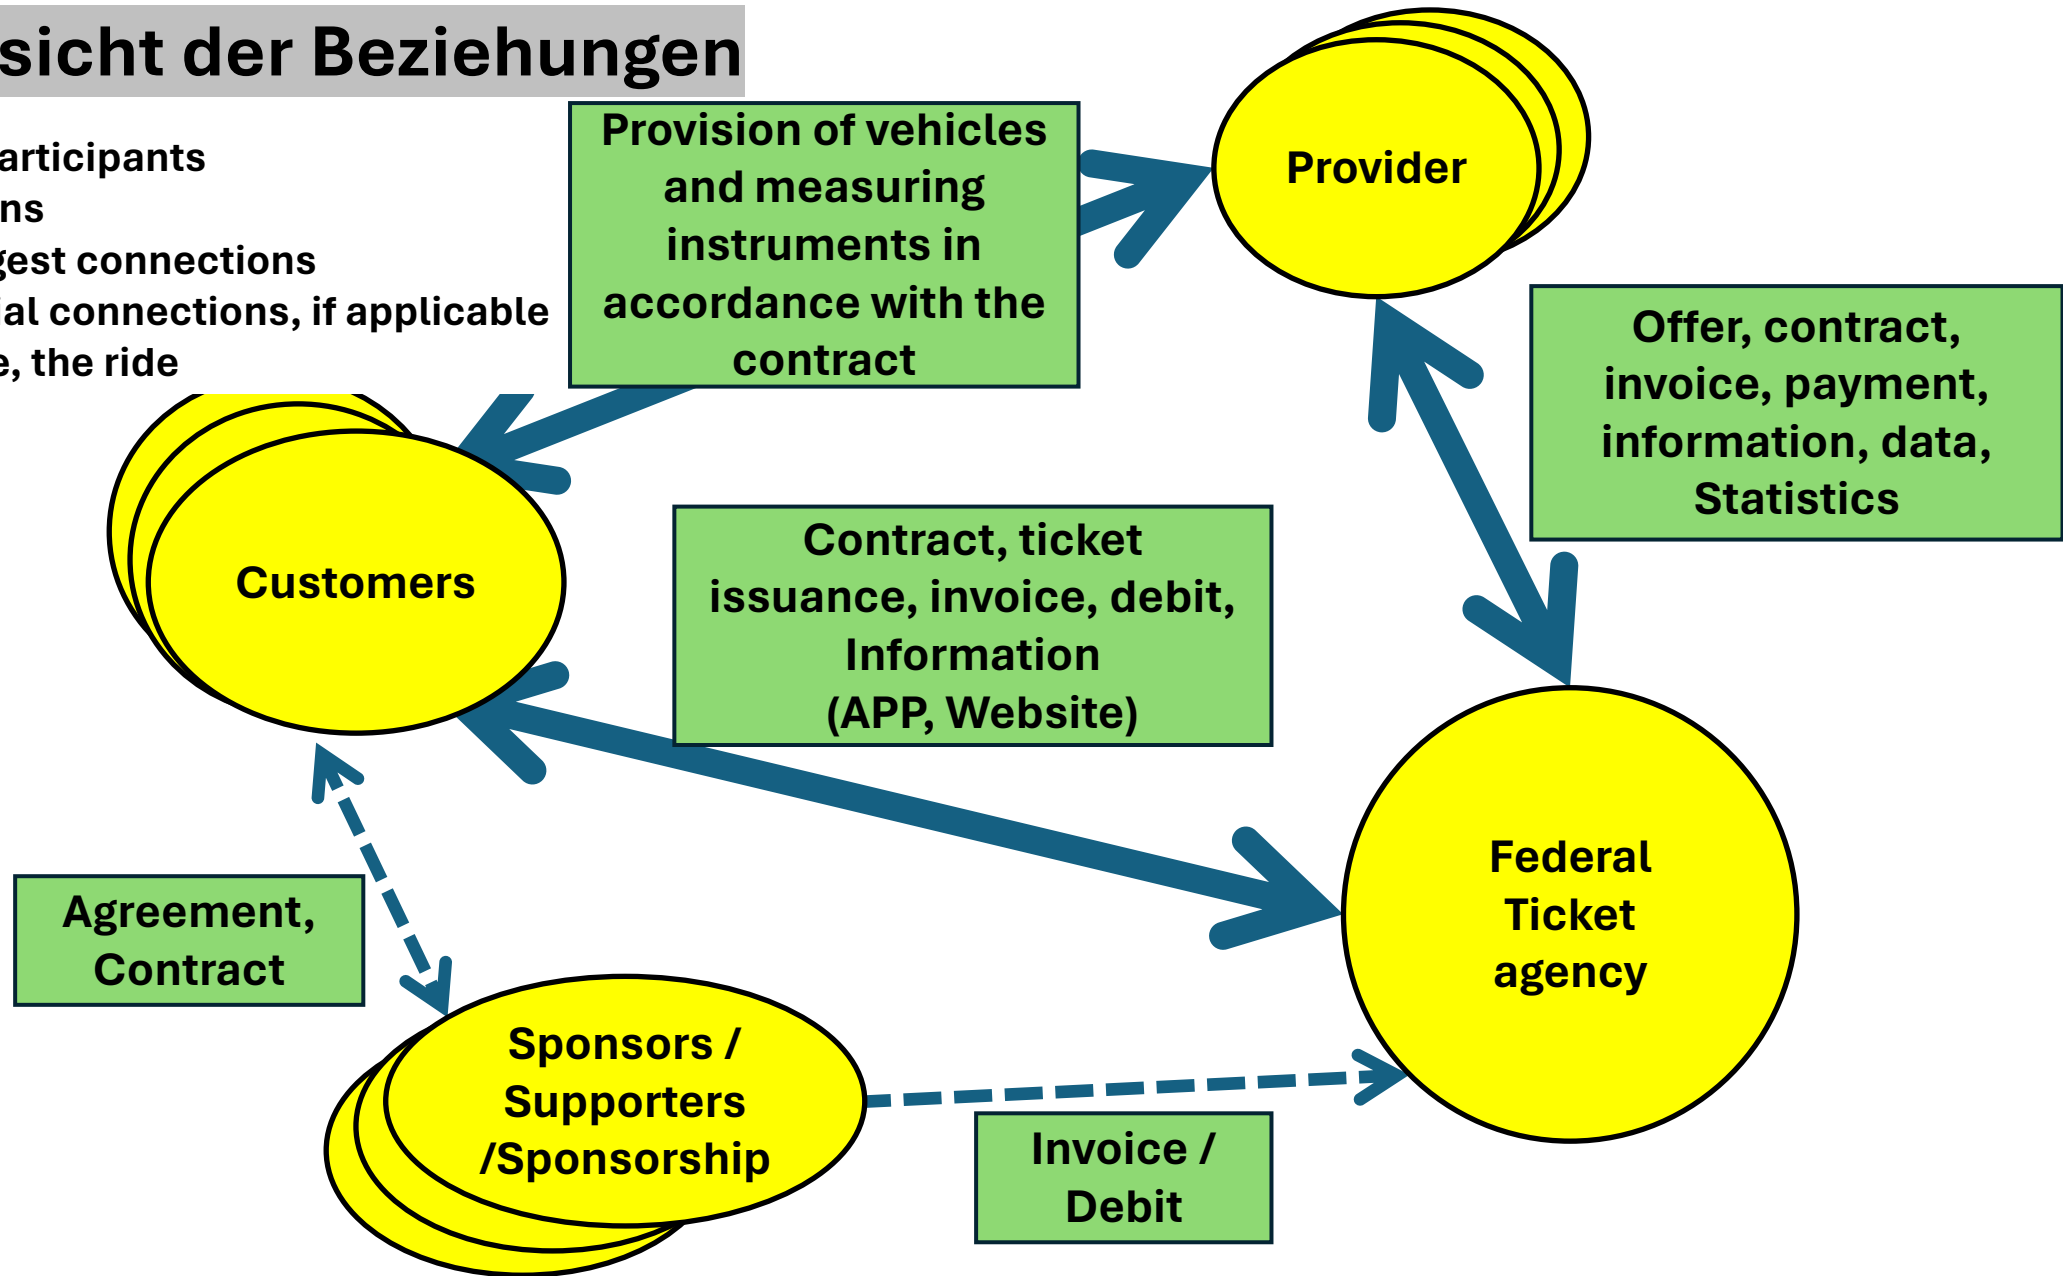 sicht der Beziehungen
articipants
ns
gest connections
ial connections, if applicable
e, the ride
Provision of vehicles
and measuring
instruments in
accordance with the
contract
Provider
Offer, contract,
invoice, payment,
information, data,
Statistics
Customers
Contract, ticket
issuance, invoice, debit,
Information
(APP, Website)
Federal
Ticket
agency
Agreement,
Contract
Sponsors /
Supporters
/Sponsorship
Invoice /
Debit